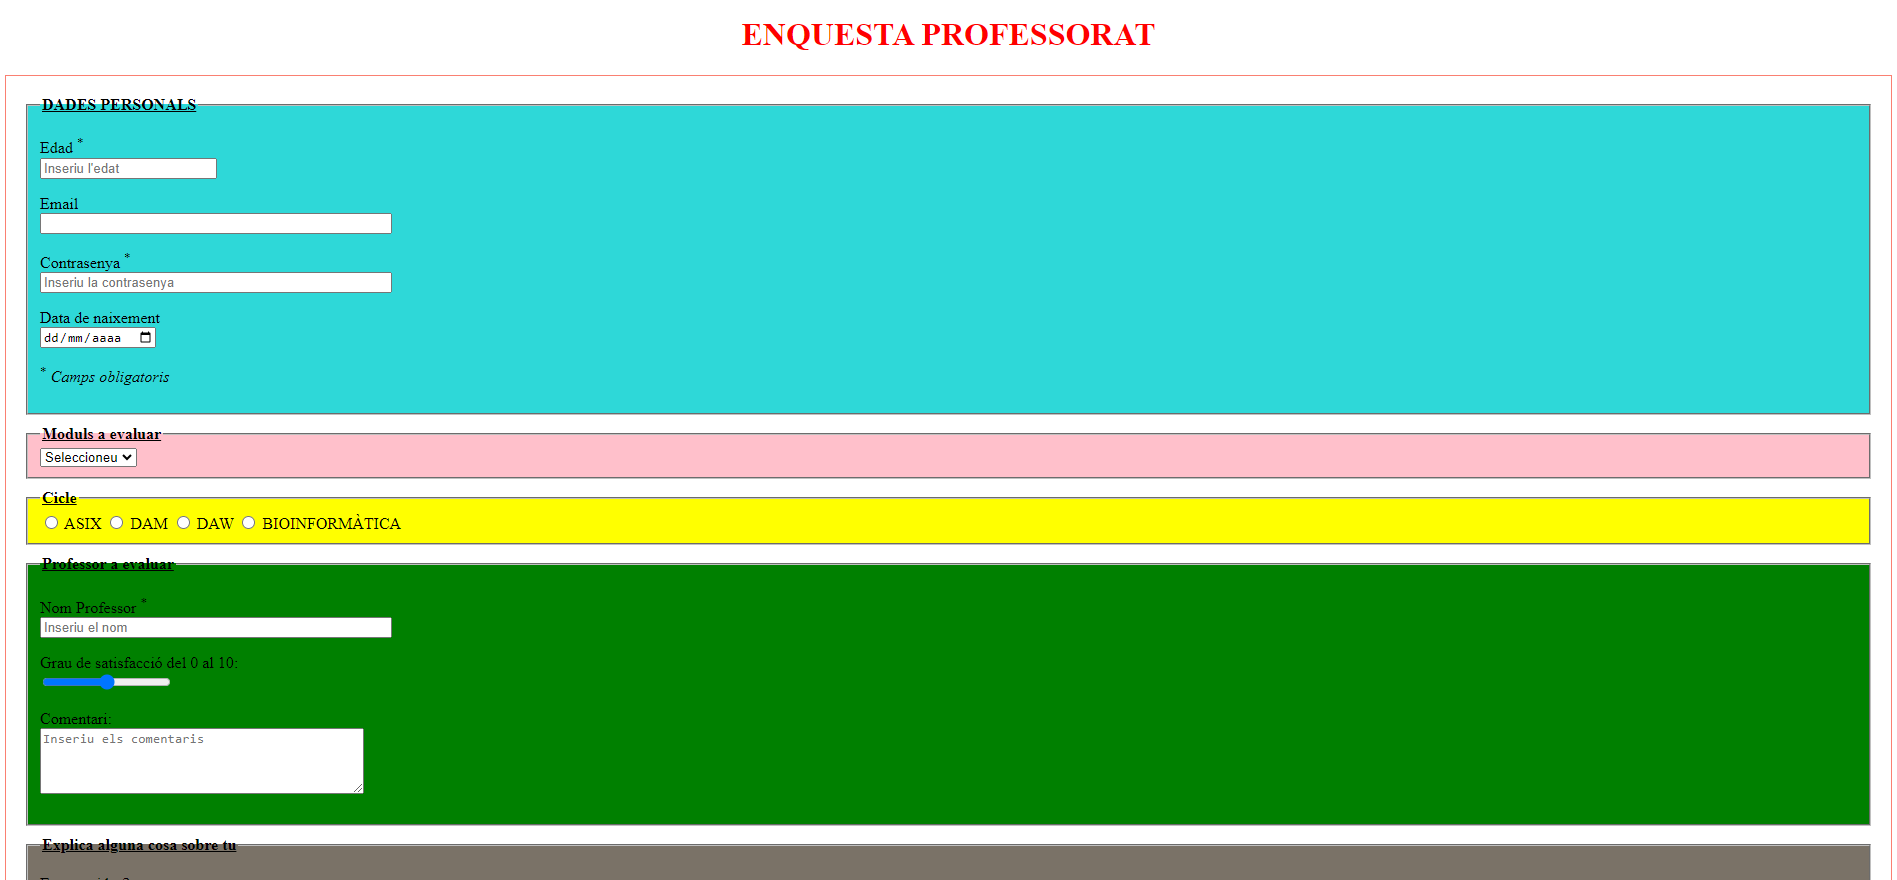 ENQUESTA PROFESSORAT
DADES PERSONALS
Edad *
Inseriu l'edat
Email
Contrasenya *
Inseriu la contrasenya
Data de naixement
dd/mm/aaaa
* Camps obligatoris
Moduls a evaluar
Seleccioneu
Cicle
ASIX DAM DAW BIOINFORMÀTICA
Professor a evaluar
Nom Professor *
Inseriu el nom
Grau de satisfacció del 0 al 10:
Comentari:
Inseriu els comentaris
Explica alguna cosa sobre tu